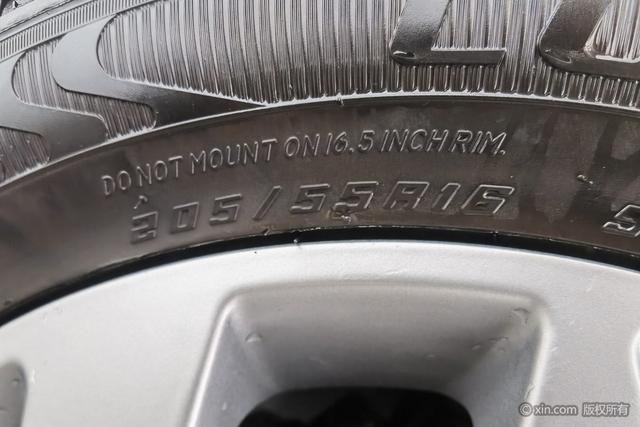 DO NOT MOUNT ON 16.5 INCH RIM.
205/55R16
©xin.com 版权所有